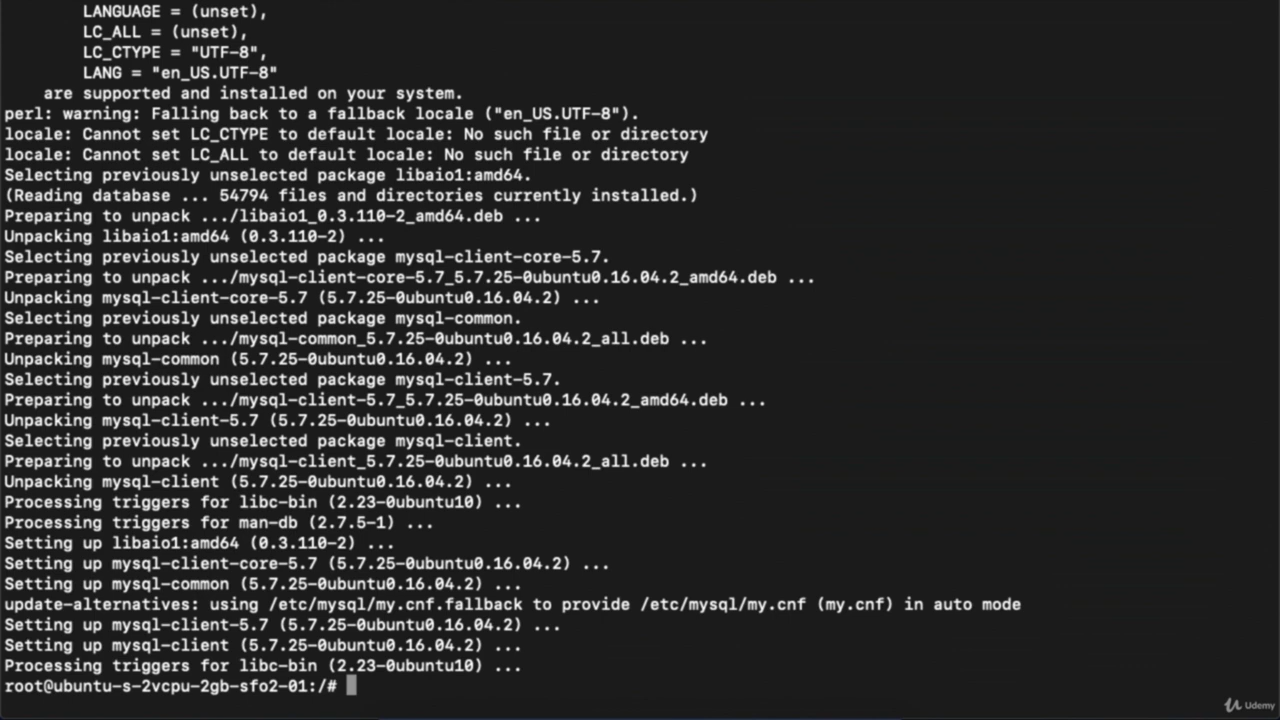 LANGUAGE = (unset),
LC_ALL = (unset),
LC_CTYPE = "UTF-8",
LANG = "en_US.UTF-8"
are supported and installed on your system.
perl: warning: Falling back to a fallback locale ("en_US.UTF-8").
locale: Cannot set LC_CTYPE to default locale: No such file or directory
locale: Cannot set LC_ALL to default locale: No such file or directory
Selecting previously unselected package libaio1:amd64.
(Reading database ... 54794 files and directories currently installed.)
Preparing to unpack .../libaio1_0.3.110-2_amd64.deb ...
Unpacking libaio1:amd64 (0.3.110-2) ...
Selecting previously unselected package mysql-client-core-5.7.
Preparing to unpack .../mysql-client-core-5.7_5.7.25-0ubuntu0.16.04.2_amd64.deb ...
Unpacking mysql-client-core-5.7 (5.7.25-0ubuntu0.16.04.2) ...
Selecting previously unselected package mysql-common.
Preparing to unpack .../mysql-common_5.7.25-0ubuntu0.16.04.2_all.deb ...
Unpacking mysql-common (5.7.25-0ubuntu0.16.04.2) ...
Selecting previously unselected package mysql-client-5.7.
Preparing to unpack .../mysql-client-5.7_5.7.25-0ubuntu0.16.04.2_amd64.deb ...
Unpacking mysql-client-5.7 (5.7.25-0ubuntu0.16.04.2) ...
Selecting previously unselected package mysql-client.
Preparing to unpack .../mysql-client_5.7.25-0ubuntu0.16.04.2_all.deb ...
Unpacking mysql-client (5.7.25-0ubuntu0.16.04.2) ...
Processing triggers for libc-bin (2.23-0ubuntu10) ...
Processing triggers for man-db (2.7.5-1) ...
Setting up libaio1:amd64 (0.3.110-2) ...
Setting up mysql-client-core-5.7 (5.7.25-0ubuntu0.16.04.2) ...
Setting up mysql-common (5.7.25-0ubuntu0.16.04.2) ...
update-alternatives: using /etc/mysql/my.cnf.fallback to provide /etc/mysql/my.cnf (my.cnf) in auto mode
Setting up mysql-client-5.7 (5.7.25-0ubuntu0.16.04.2) ...
Setting up mysql-client (5.7.25-0ubuntu0.16.04.2) ...
Processing triggers for libc-bin (2.23-0ubuntu10) ...
root@ubuntu-s-2vcpu-2gb-sfo2-01:/#
Udemy